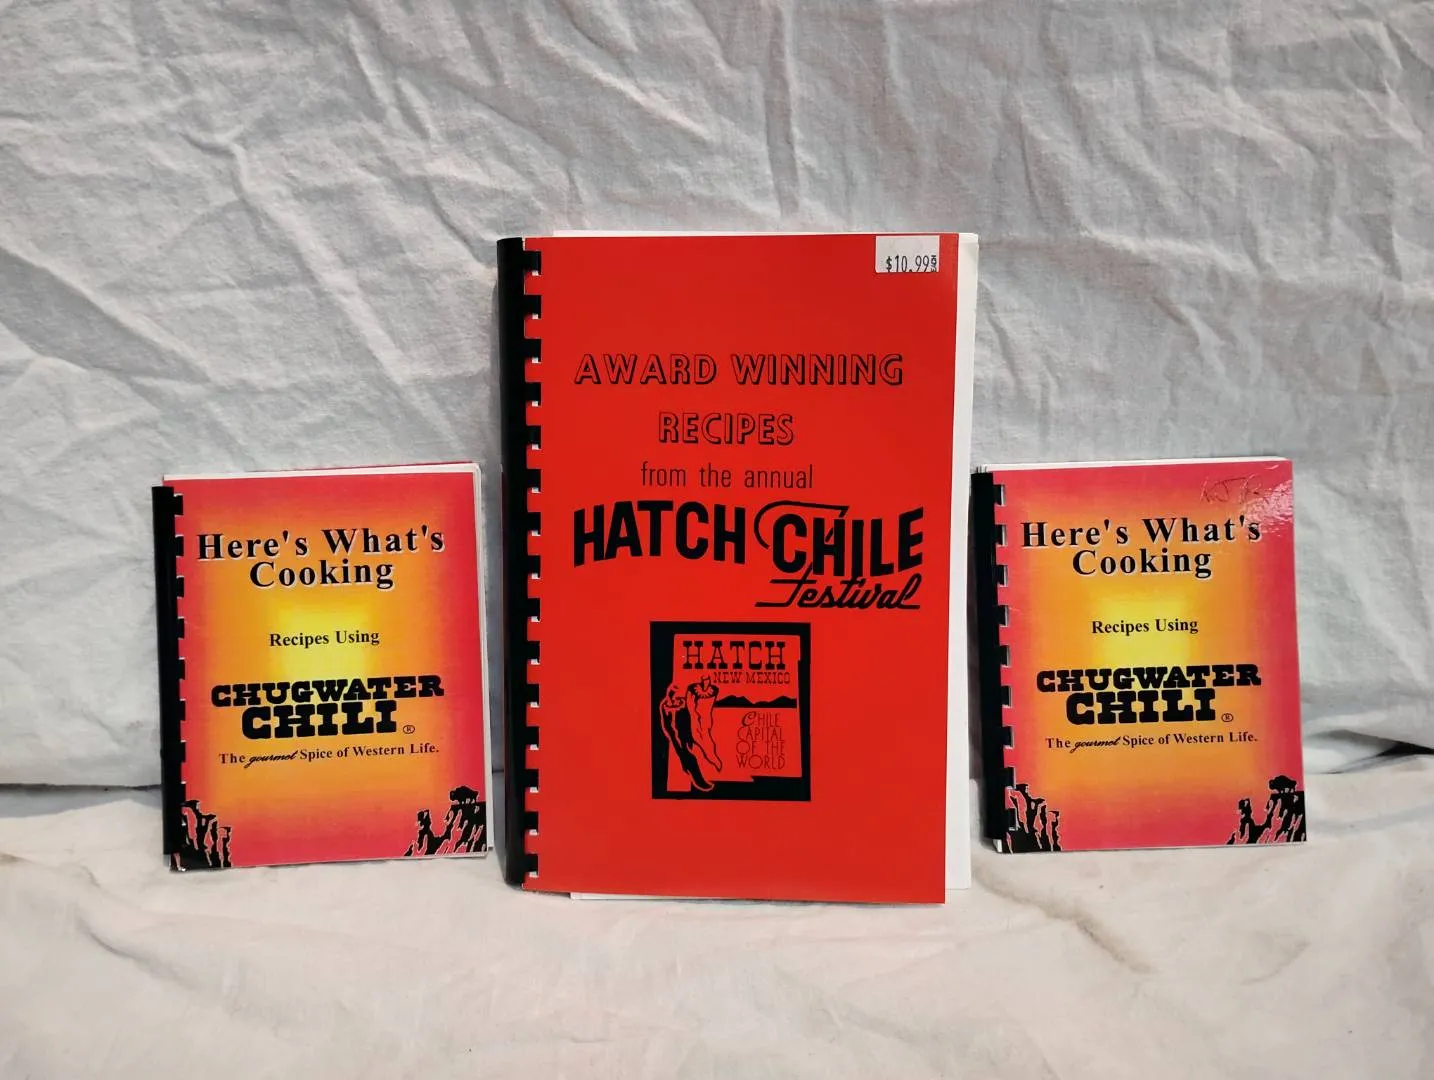 Here's What's
Cooking
Recipes Using
CHUGWATER
CHILI®
The gourmet Spice of Western Life.
$10.99
AWARD WINNING
RECIPES
from the annual
HATCH CHILE
Festival
HATCH
NEW MEXICO
CHILE
CAPITAL
OF THE
WORLD
Here's What's
Cooking
Recipes Using
CHUGWATER
CHILI®
The gourmet Spice of Western Life.